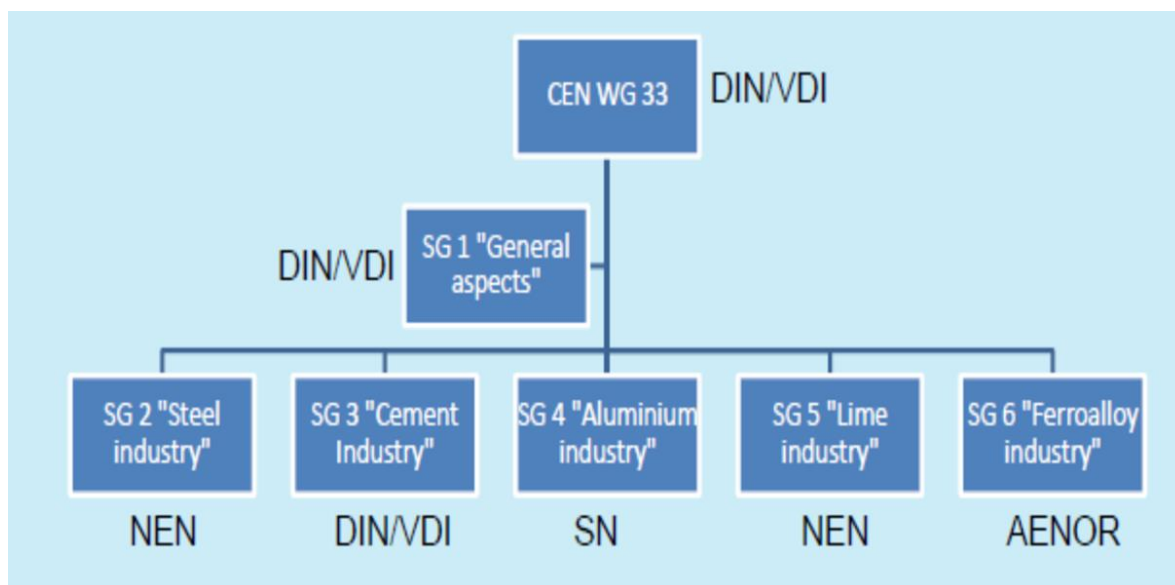 CEN WG 33
DIN/VDI
DIN/VDI
SG 1 "General
aspects"
SG 2 "Steel
industry"
SG 3 "Cement
Industry"
SG 4 "Aluminium
industry"
SG 5 "Lime
industry"
SG 6 "Ferroalloy
industry"
NEN
DIN/VDI
SN
NEN
AENOR